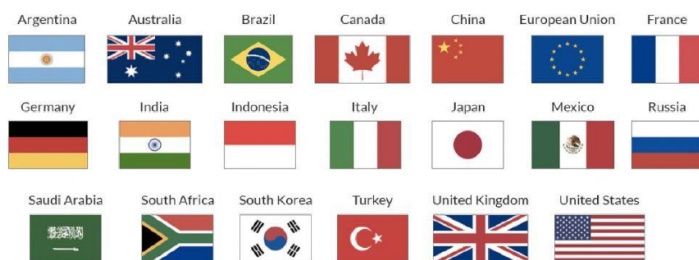 Argentina Australia Brazil Canada China European Union France
Germany India Indonesia Italy Japan Mexico Russia
Saudi Arabia South Africa South Korea Turkey United Kingdom United States